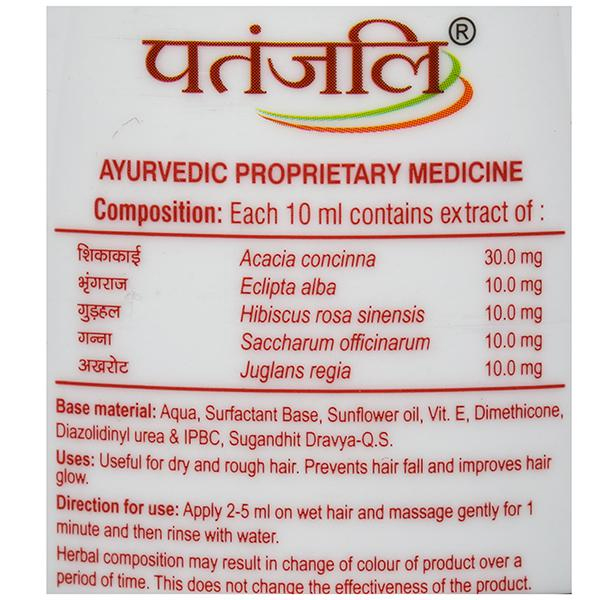 पतंजलि®
AYURVEDIC PROPRIETARY MEDICINE
Composition: Each 10 ml contains extract of :
शिकाकाई Acacia concinna 30.0 mg
भृंगराज Eclipta alba 10.0 mg
गुड़हल Hibiscus rosa sinensis 10.0 mg
गन्ना Saccharum officinarum 10.0 mg
अखरोट Juglans regia 10.0 mg
Base material: Aqua, Surfactant Base, Sunflower oil, Vit. E, Dimethicone,
Diazolidinyl urea & IPBC, Sugandhit Dravya-Q.S.
Uses: Useful for dry and rough hair. Prevents hair fall and improves hair
glow.
Direction for use: Apply 2-5 ml on wet hair and massage gently for 1
minute and then rinse with water.
Herbal composition may result in change of colour of product over a
period of time. This does not change the effectiveness of the product.